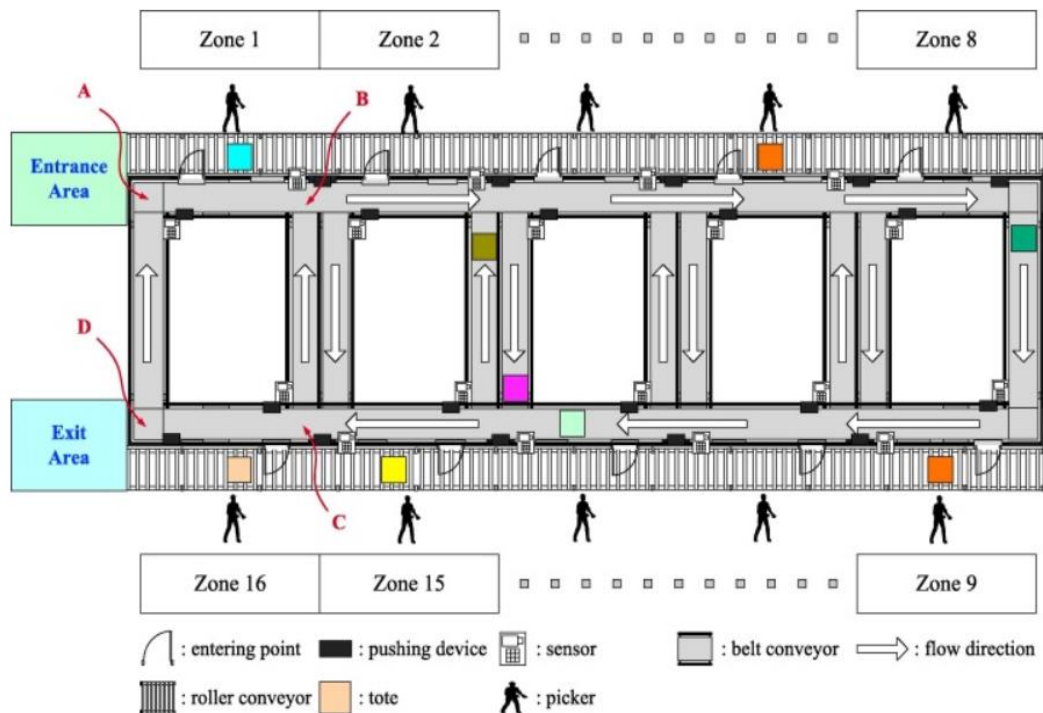 Zone 1
Zone 2
Zone 8
A
B
Entrance
Area
D
Exit
Area
C
Zone 16
Zone 15
Zone 9
: entering point
: pushing device
: sensor
: belt conveyor
: flow direction
: roller conveyor
: tote
: picker